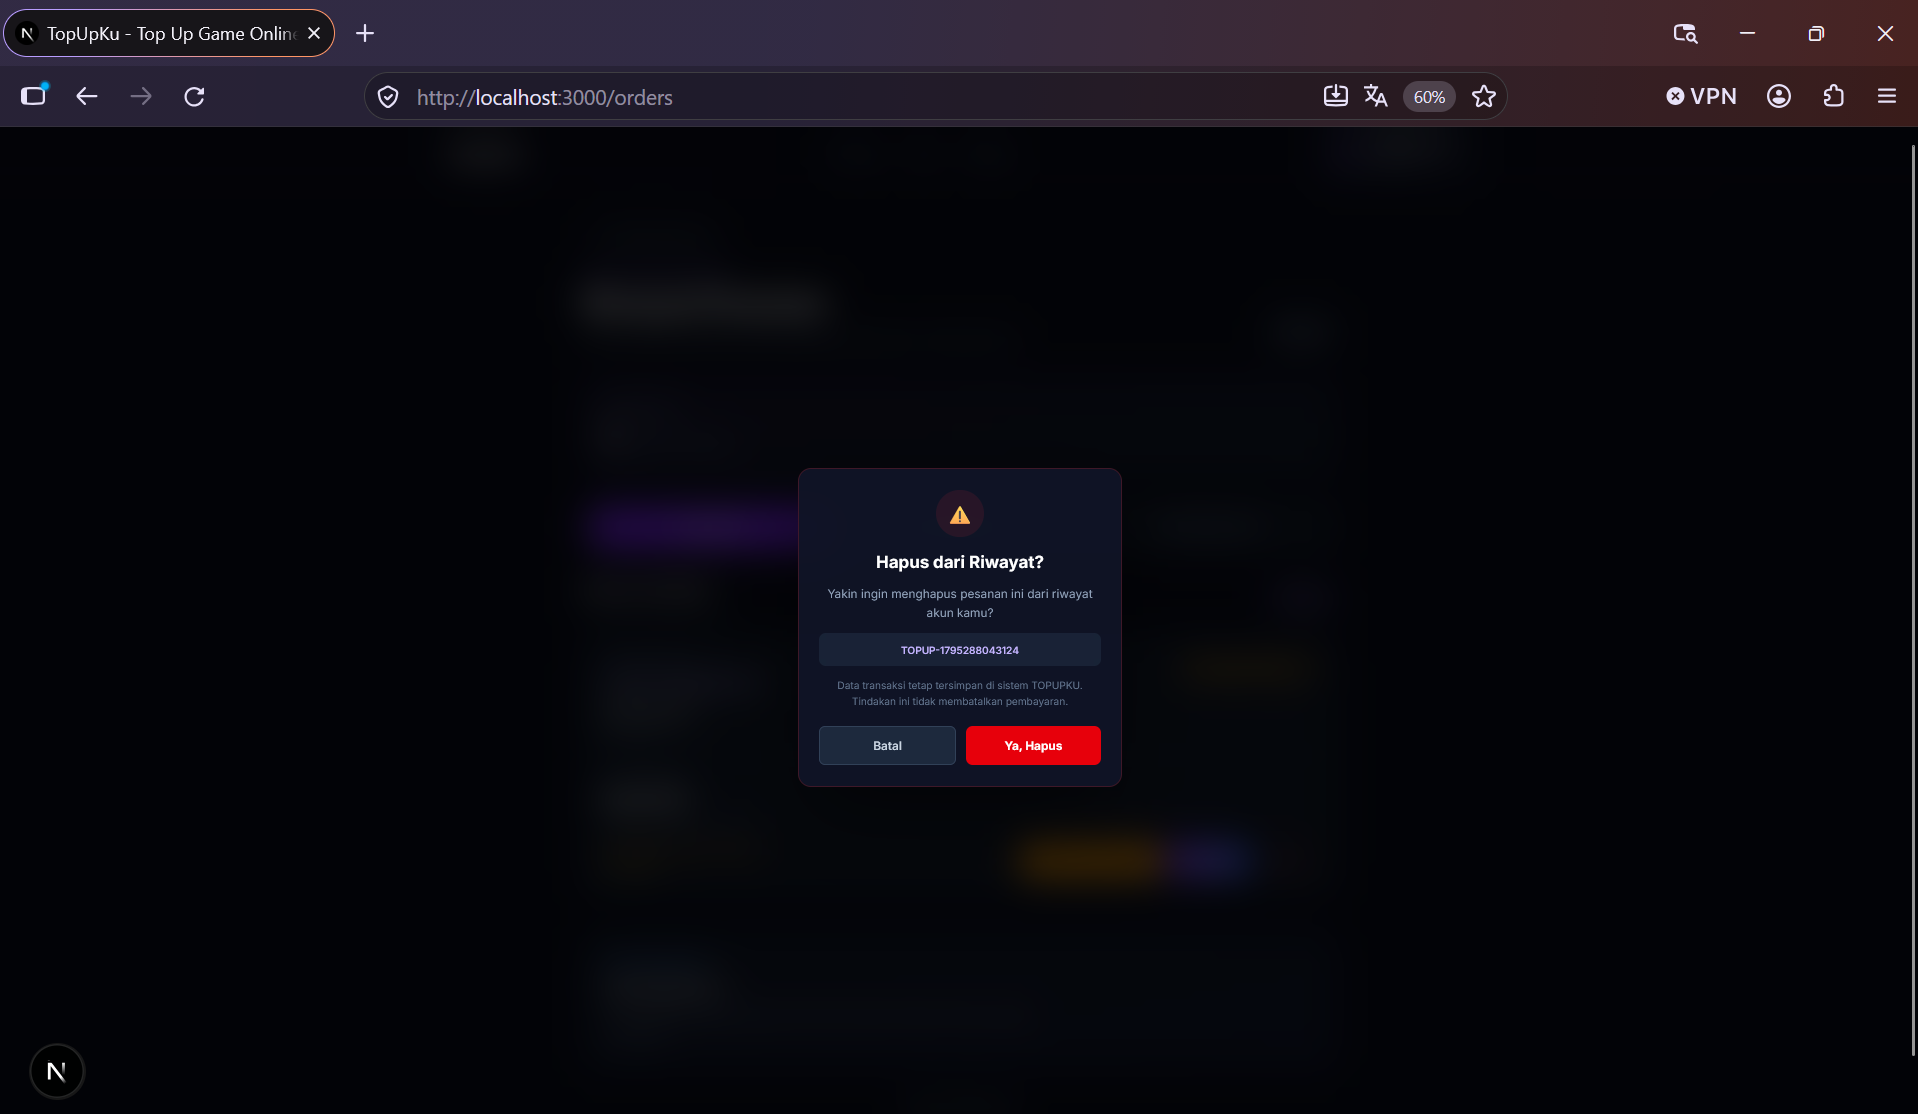 TopUpKu - Top Up Game Online
http://localhost:3000/orders
60%
VPN
Hapus dari Riwayat?
Yakin ingin menghapus pesanan ini dari riwayat
akun kamu?
TOPUP-1795288043124
Data transaksi tetap tersimpan di sistem TOPUPKU.
Tindakan ini tidak membatalkan pembayaran.
Batal
Ya, Hapus
N